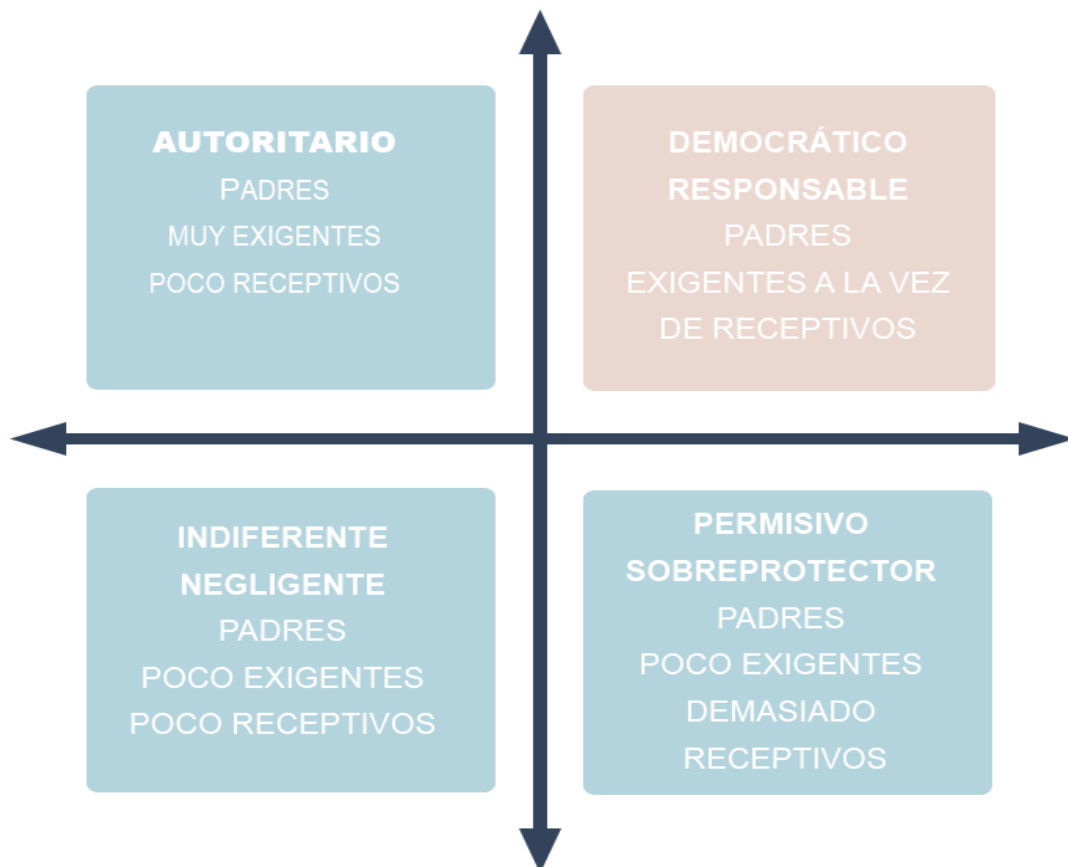 AUTORITARIO
PADRES
MUY EXIGENTES
POCO RECEPTIVOS
DEMOCRÁTICO
RESPONSABLE
PADRES
EXIGENTES A LA VEZ
DE RECEPTIVOS
INDIFERENTE
NEGLIGENTE
PADRES
POCO EXIGENTES
POCO RECEPTIVOS
PERMISIVO
SOBREPROTECTOR
PADRES
POCO EXIGENTES
DEMASIADO
RECEPTIVOS